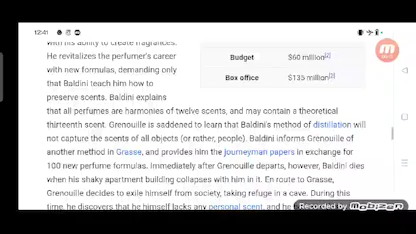 12:41
with his ability to create fragrances.
He revitalizes the perfumer's career
with new formulas, demanding only
that Baldini teach him how to
preserve scents. Baldini explains
Budget $60 million[2]
Box office $135 million[2]
that all perfumes are harmonies of twelve scents, and may contain a theoretical
thirteenth scent. Grenouille is saddened to learn that Baldini's method of distillation will
not capture the scents of all objects (or rather, people). Baldini informs Grenouille of
another method in Grasse, and provides him the journeyman papers in exchange for
100 new perfume formulas. Immediately after Grenouille departs, however, Baldini dies
when his shaky apartment building collapses with him in it. En route to Grasse,
Grenouille decides to exile himself from society, taking refuge in a cave. During this
time, he discovers that he himself lacks any personal scent, and he
Recorded by mobizen